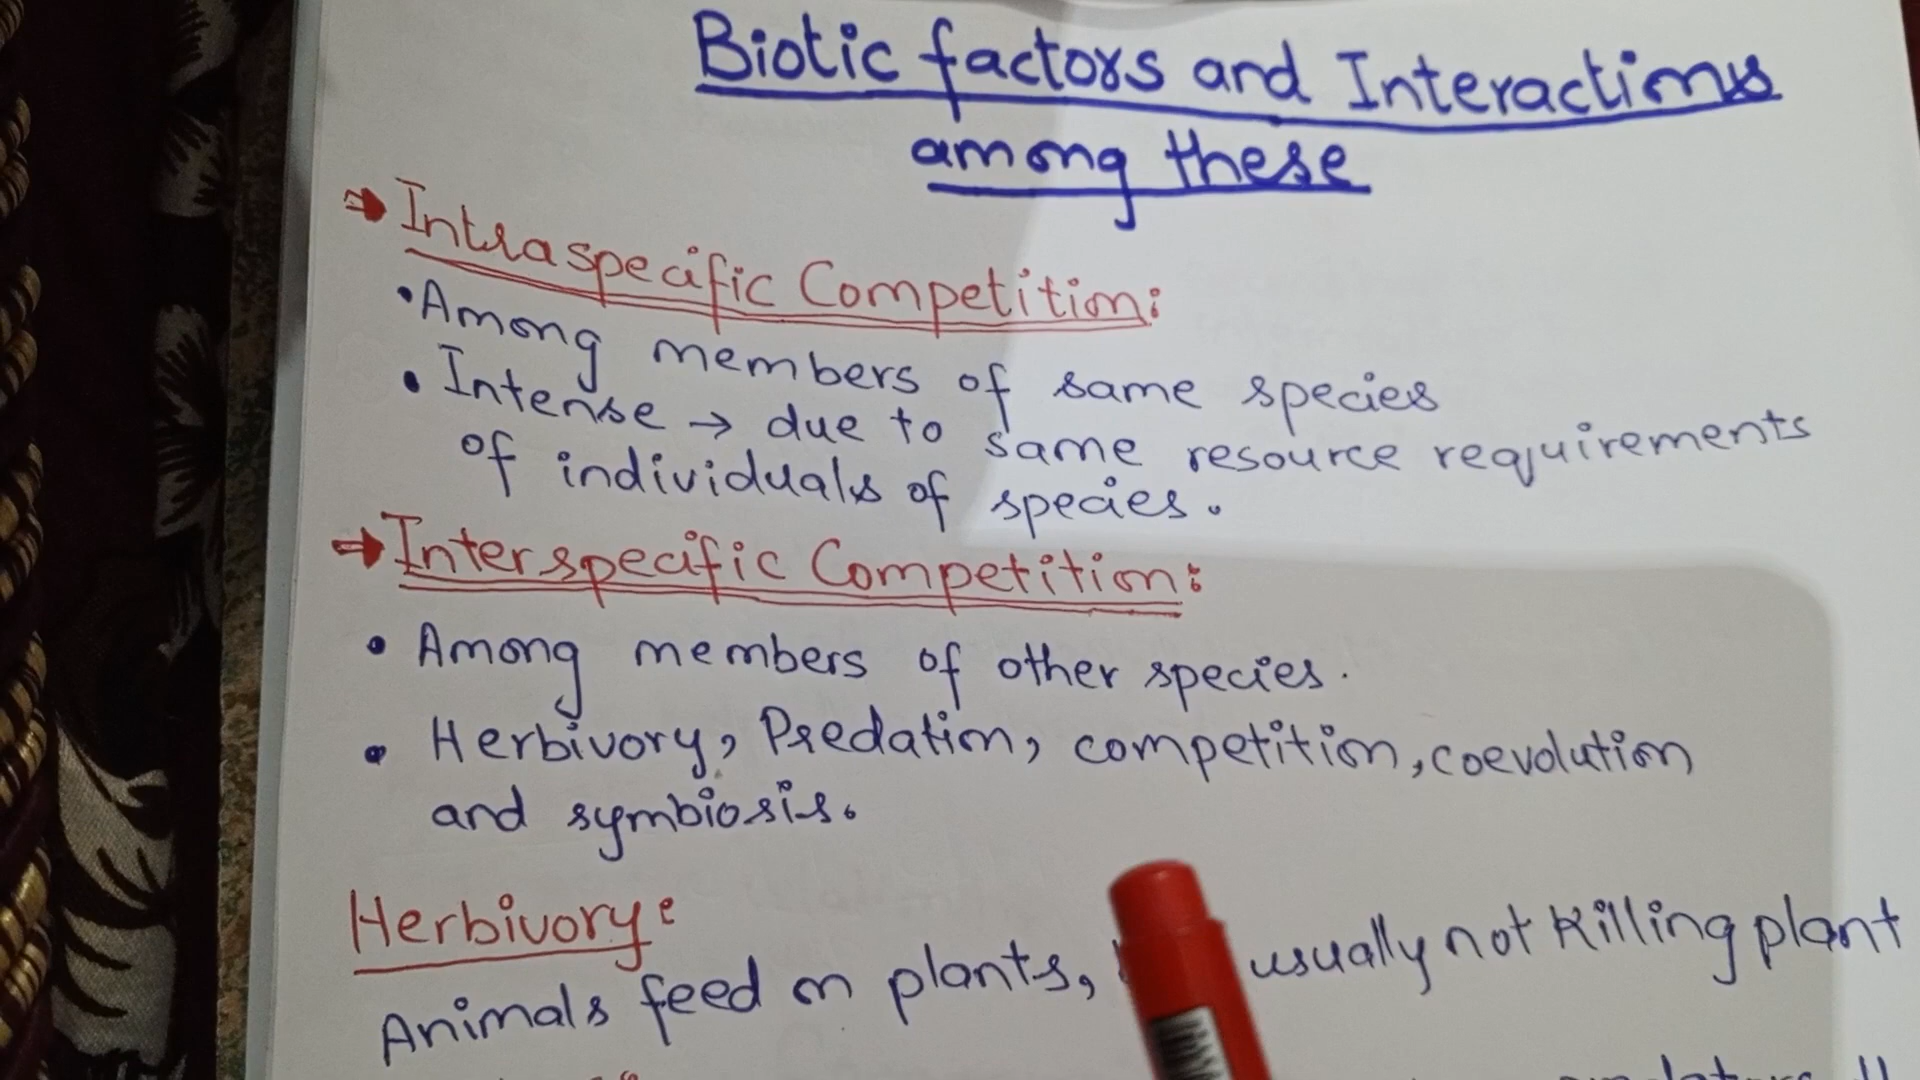 Biotic factors and Interactions
among these
→ Intraspecific Competition:
• Among members of same species
• Intense → due to same resource requirements
of individuals of species.
→ Interspecific Competition:
• Among members of other species.
• Herbivory, Predation, competition, coevolution
and symbiosis.
Herbivory:
Animals feed on plants, usually not killing plant